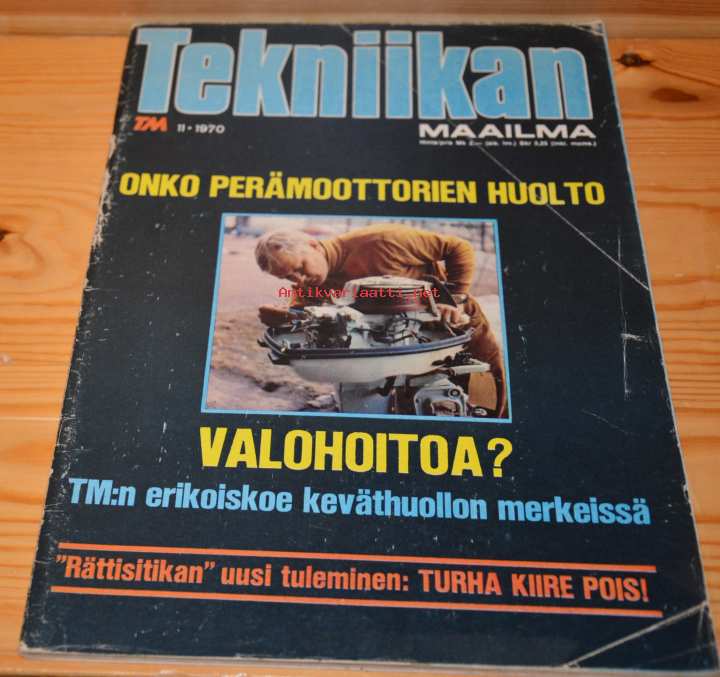 Tekniikan
TM 11 • 1970
MAAILMA
ONKO PERÄMOOTTORIEN HUOLTO
Antikvariaatti.net
VALOHOITOA?
TM:n erikoiskoe keväthuollon merkeissä
"Rättisitikan" uusi tuleminen: TURHA KIIRE POIS!